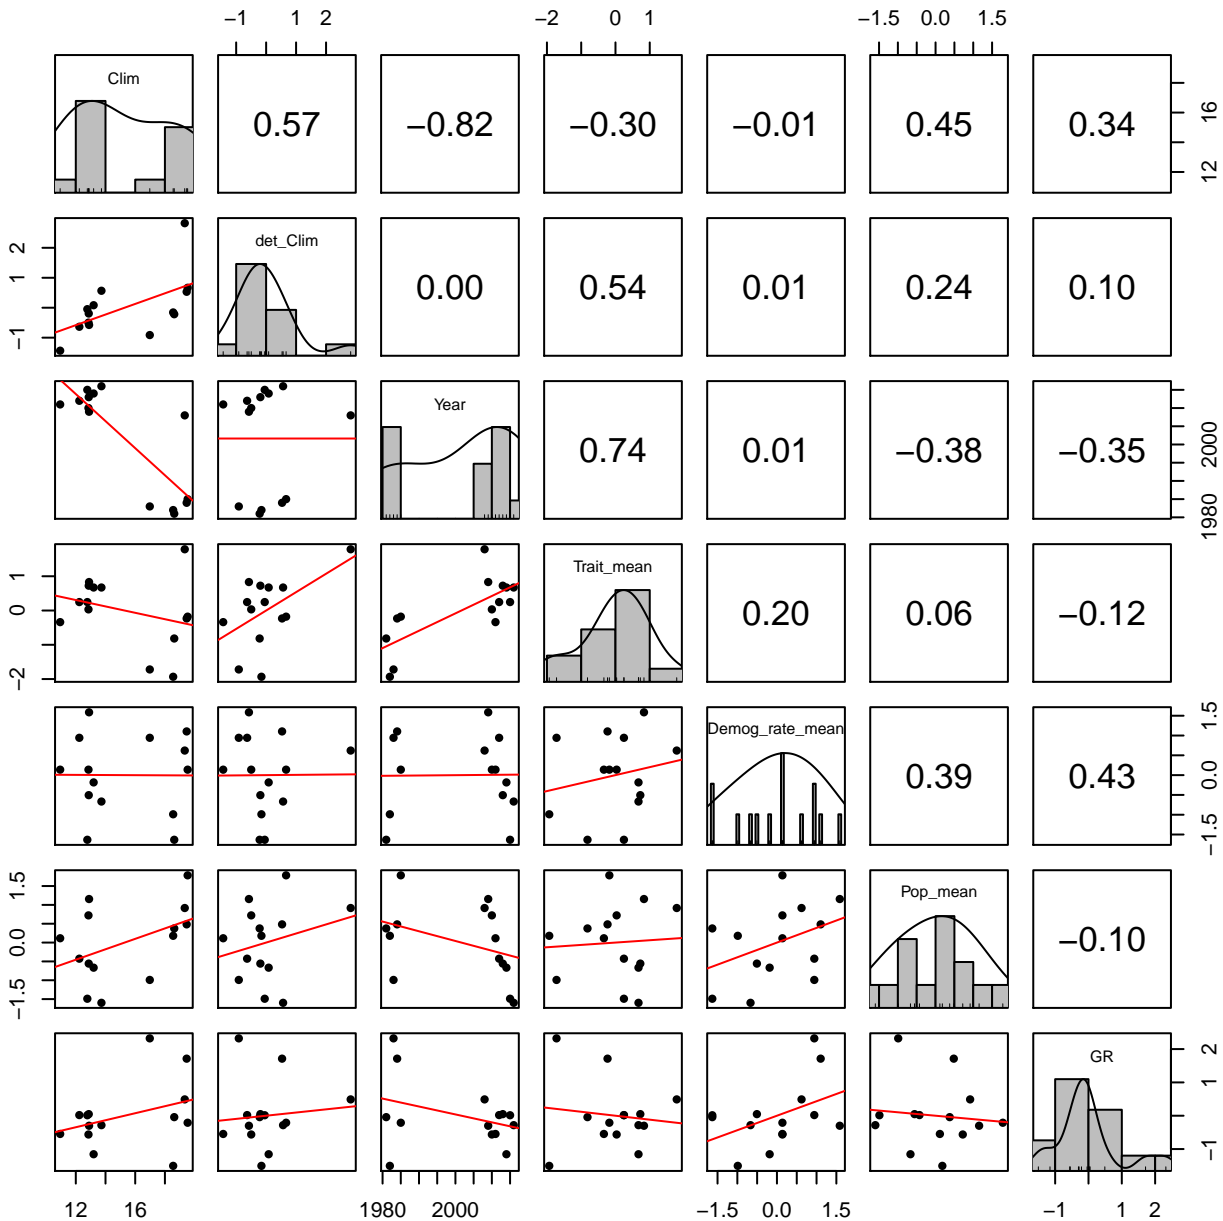 −1 1 2 −2 0 1 −1.5 0.0 1.5
Clim 0.57 −0.82 −0.30 −0.01 0.45 0.34 12 16
−1 1 2 det_Clim 0.00 0.54 0.01 0.24 0.10
Year 0.74 0.01 −0.38 −0.35 1980 2000
−2 0 1 Trait_mean 0.20 0.06 −0.12
Demog_rate_mean 0.39 0.43 −1.5 0.0 1.5
−1.5 0.0 1.5 Pop_mean −0.10
GR −1 1 2
12 16 1980 2000 −1.5 0.0 1.5 −1 1 2